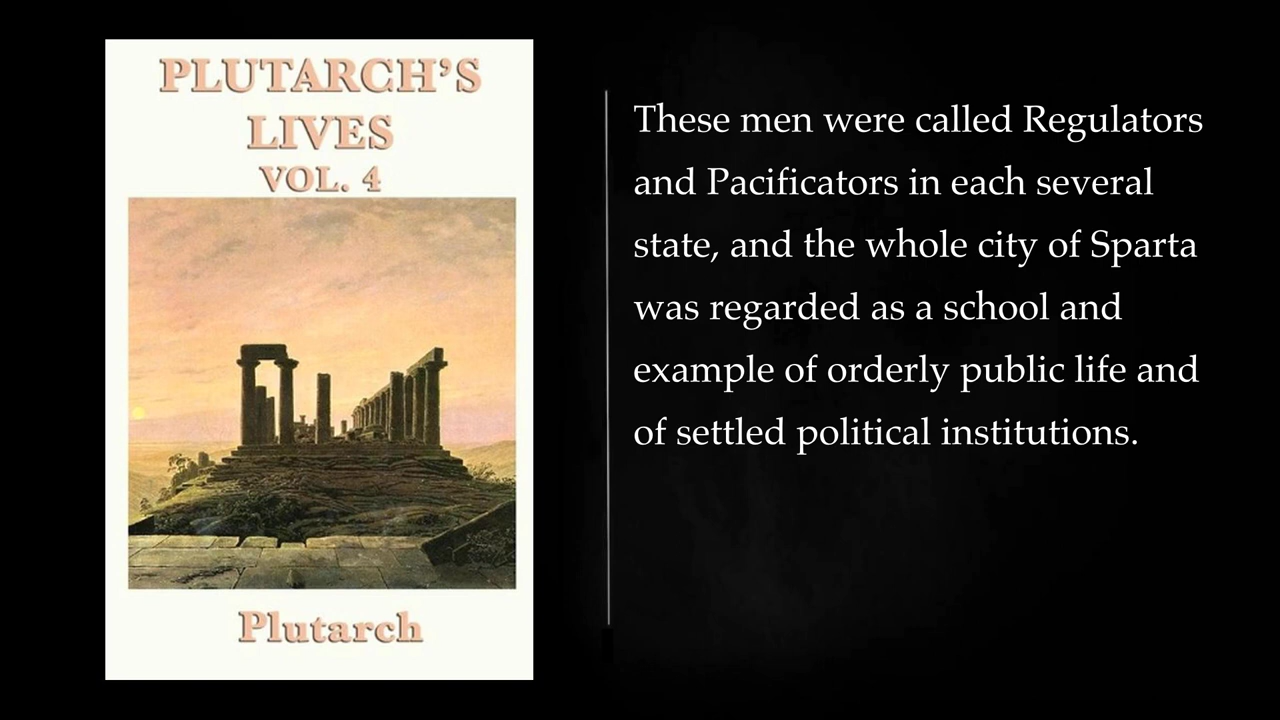 PLUTARCH'S
LIVES
VOL. 4
Plutarch
These men were called Regulators
and Pacificators in each several
state, and the whole city of Sparta
was regarded as a school and
example of orderly public life and
of settled political institutions.